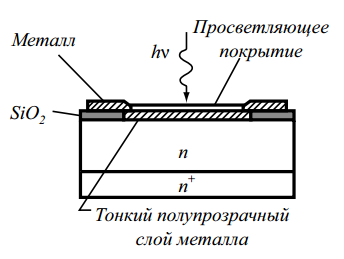 Металл
Просветляющее
покрытие
hν
SiO2
n
n+
Тонкий полупрозрачный
слой металла